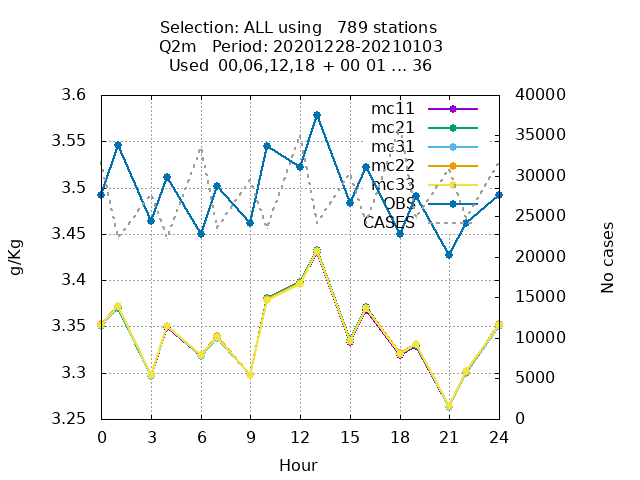 Selection: ALL using 789 stations
Q2m Period: 20201228-20210103
Used 00,06,12,18 + 00 01 ... 36
3.6
3.55
3.5
3.45
3.4
3.35
3.3
3.25
40000
35000
30000
25000
20000
15000
10000
5000
0
g/Kg
No cases
mc11
mc21
mc31
mc22
mc33
OBS
CASES
0 3 6 9 12 15 18 21 24
Hour